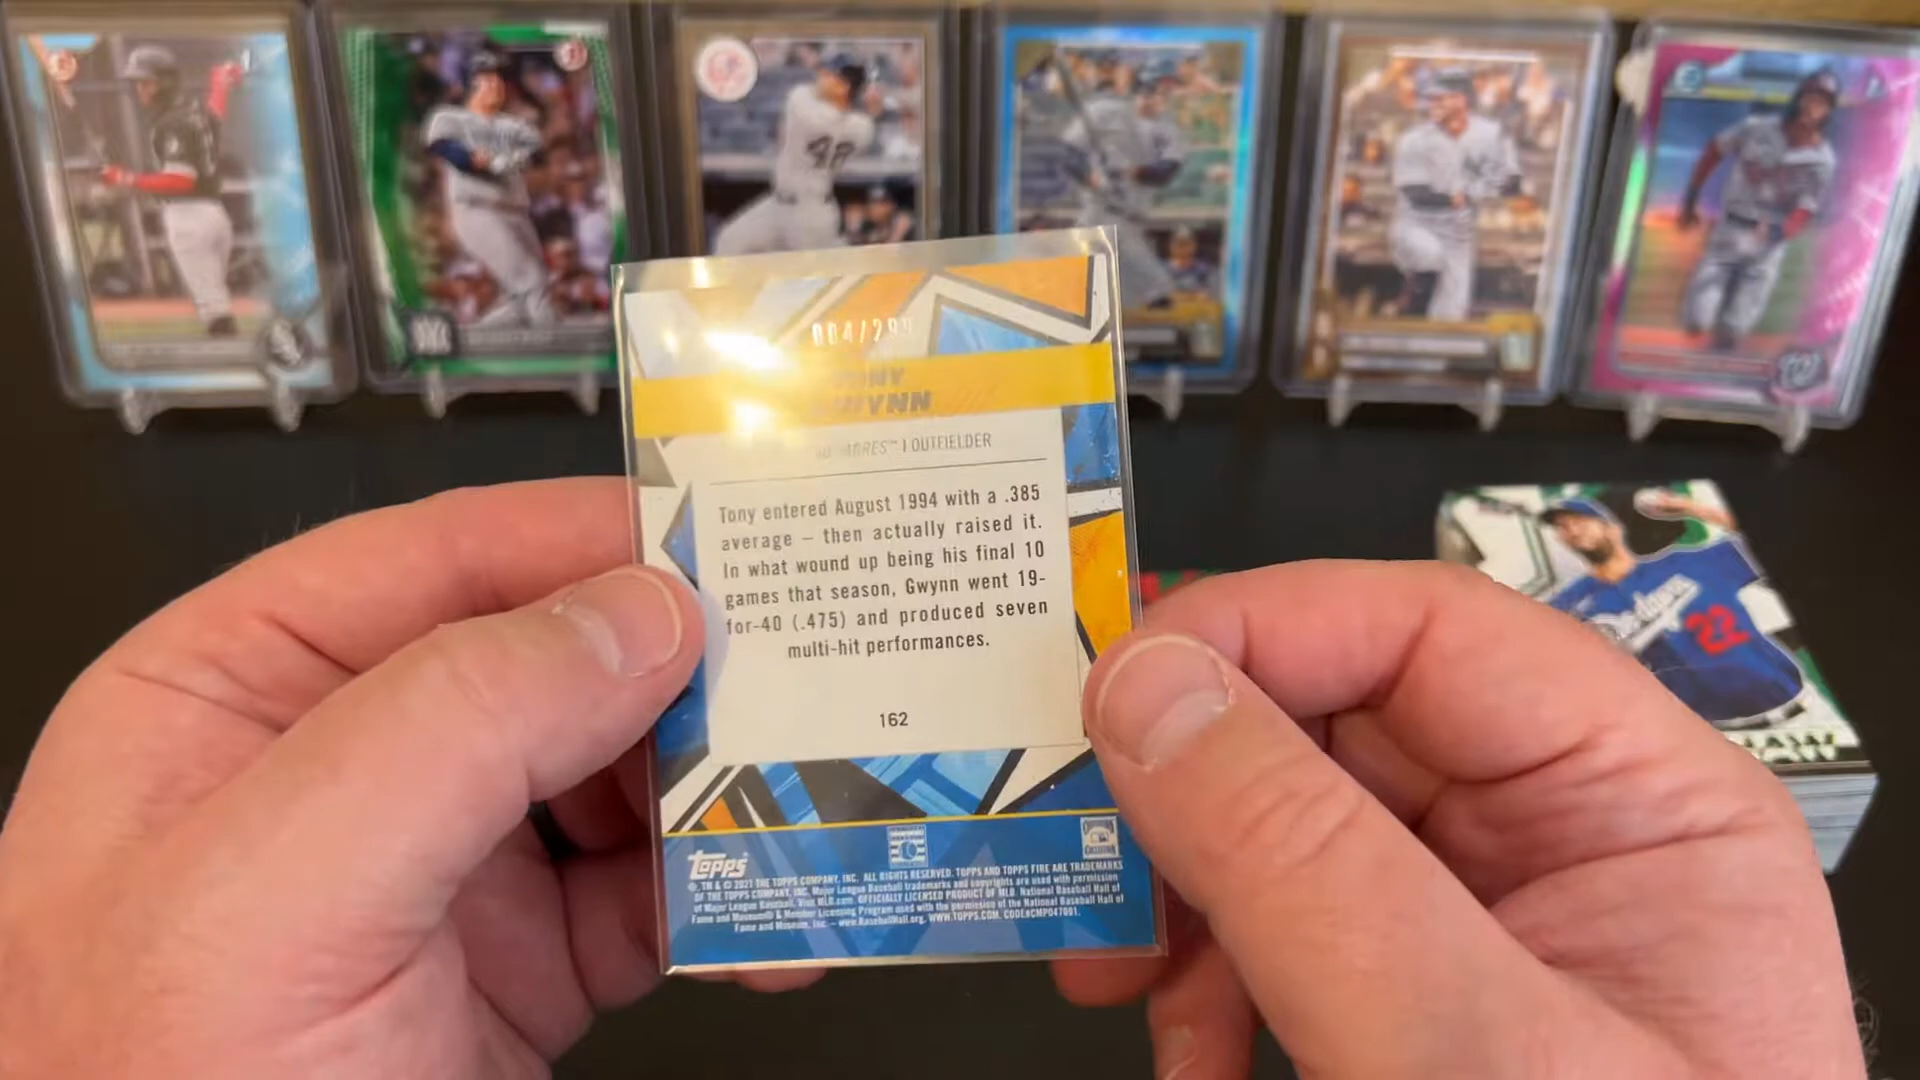 TONY
GWYNN
PADRES™ | OUTFIELDER
Tony entered August 1994 with a .385
average – then actually raised it.
In what wound up being his final 10
games that season, Gwynn went 19-
for-40 (.475) and produced seven
multi-hit performances.
162
topps
®, TM & © 2021 THE TOPPS COMPANY, INC. ALL RIGHTS RESERVED. TOPPS AND TOPPS FIRE ARE TRADEMARKS
OF THE TOPPS COMPANY, INC. Major League Baseball trademarks and copyrights are used with permission
of Major League Baseball. Visit MLB.com. OFFICIALLY LICENSED PRODUCT OF MLB. National Baseball Hall of
Fame and Museum® & Member Licensing Program used with the permission of the National Baseball Hall of
Fame and Museum, Inc. – www.BaseballHall.org. WWW.TOPPS.COM. CODE#CMP047091.
Dodgers
22